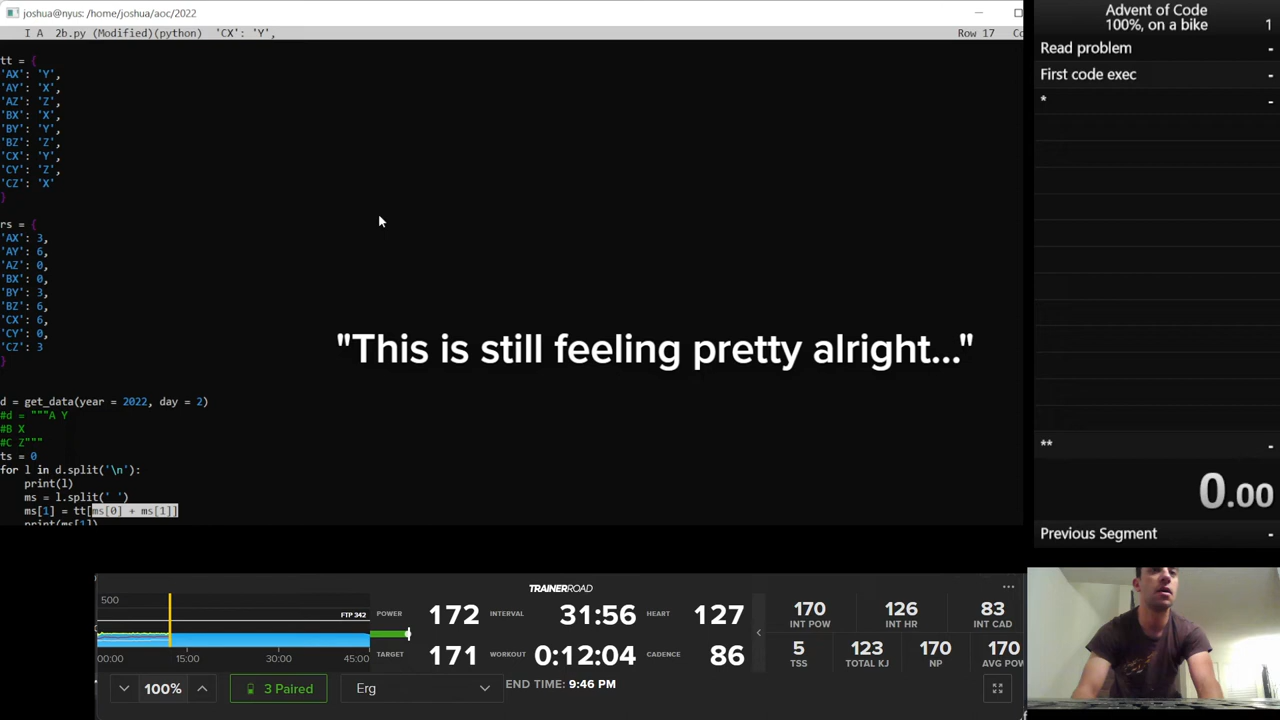 joshua@nyus: /home/joshua/aoc/2022
I A 2b.py (Modified)(python) 'CX': 'Y', Row 17 Co
tt = {
'AX': 'Y',
'AY': 'X',
'AZ': 'Z',
'BX': 'X',
'BY': 'Y',
'BZ': 'Z',
'CX': 'Y',
'CY': 'Z',
'CZ': 'X'
}
rs = {
'AX': 3,
'AY': 6,
'AZ': 0,
'BX': 0,
'BY': 3,
'BZ': 6,
'CX': 6,
'CY': 0,
'CZ': 3
}
"This is still feeling pretty alright..."
d = get_data(year = 2022, day = 2)
#d = """A Y
#B X
#C Z"""
ts = 0
for l in d.split('\n'):
print(l)
ms = l.split(' ')
ms[1] = tt[ms[0] + ms[1]]
print(ms[1])
Advent of Code
100%, on a bike 1
Read problem -
First code exec -
* -
** -
0.00
Previous Segment -
TRAINERROAD
500
FTP 342
00:00 15:00 30:00 45:00
POWER 172 INTERVAL 31:56 HEART 127
TARGET 171 WORKOUT 0:12:04 CADENCE 86
170 126 83
INT POW INT HR INT CAD
5 123 170 170
TSS TOTAL KJ NP AVG POW
100% 3 Paired Erg END TIME: 9:46 PM